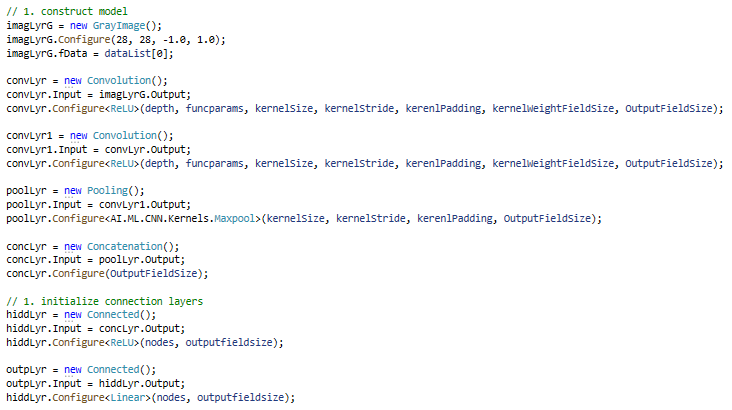 // 1. construct model
imagLyrG = new GrayImage();
imagLyrG.Configure(28, 28, -1.0, 1.0);
imagLyrG.fData = dataList[0];

convLyr = new Convolution();
convLyr.Input = imagLyrG.Output;
convLyr.Configure<ReLU>(depth, funcparams, kernelSize, kernelStride, kerenlPadding, kernelWeightFieldSize, OutputFieldSize);

convLyr1 = new Convolution();
convLyr1.Input = convLyr.Output;
convLyr.Configure<ReLU>(depth, funcparams, kernelSize, kernelStride, kerenlPadding, kernelWeightFieldSize, OutputFieldSize);

poolLyr = new Pooling();
poolLyr.Input = convLyr1.Output;
poolLyr.Configure<AI.ML.CNN.Kernels.Maxpool>(kernelSize, kernelStride, kerenlPadding, OutputFieldSize);

concLyr = new Concatenation();
concLyr.Input = poolLyr.Output;
concLyr.Configure(OutputFieldSize);

// 1. initialize connection layers
hiddLyr = new Connected();
hiddLyr.Input = concLyr.Output;
hiddLyr.Configure<ReLU>(nodes, outputfieldsize);

outpLyr = new Connected();
outpLyr.Input = hiddLyr.Output;
hiddLyr.Configure<Linear>(nodes, outputfieldsize);